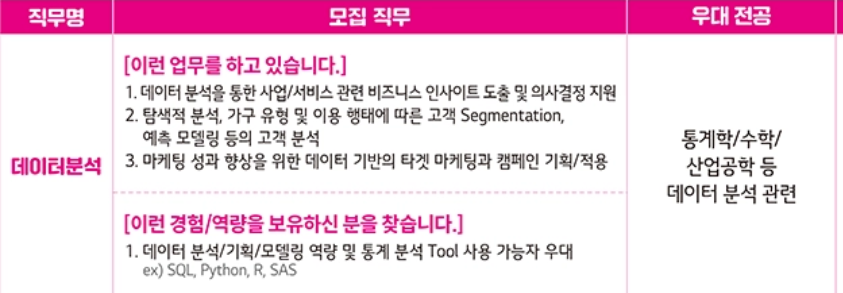 직무명
모집 직무
우대 전공
데이터분석
[이런 업무를 하고 있습니다.]
1. 데이터 분석을 통한 사업/서비스 관련 비즈니스 인사이트 도출 및 의사결정 지원
2. 탐색적 분석, 가구 유형 및 이용 행태에 따른 고객 Segmentation,
예측 모델링 등의 고객 분석
3. 마케팅 성과 향상을 위한 데이터 기반의 타겟 마케팅과 캠페인 기획/적용
[이런 경험/역량을 보유하신 분을 찾습니다.]
1. 데이터 분석/기획/모델링 역량 및 통계 분석 Tool 사용 가능자 우대
ex) SQL, Python, R, SAS
통계학/수학/
산업공학 등
데이터 분석 관련